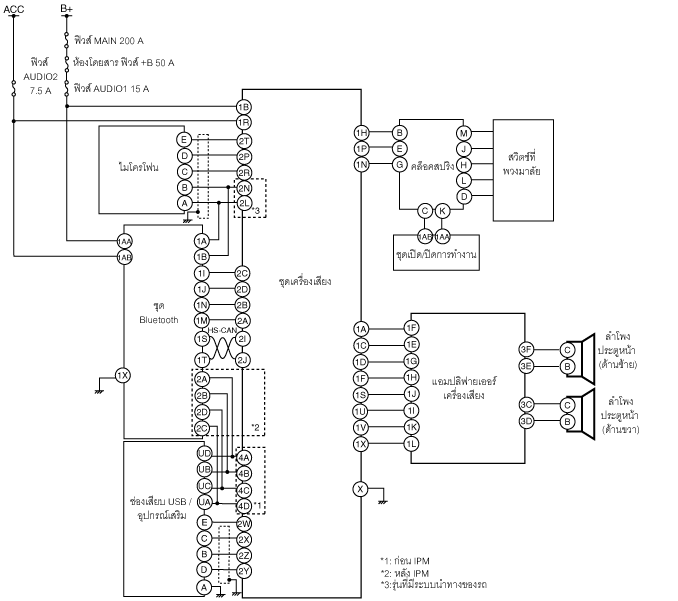 ACC
B+
ฟิวส์ MAIN 200 A
ฟิวส์
AUDIO2
7.5 A
ห้องโดยสาร ฟิวส์ +B 50 A
ฟิวส์ AUDIO1 15 A
1B
1R
ไมโครโฟน
E
D
C
B
A
2T
2P
2R
2N
2L
*3
1H
1P
1N
B
E
G
คล็อคสปริง
M
J
H
L
D
สวิตช์ที่
พวงมาลัย
C
K
1AB
1AA
ชุดเปิด/ปิดการทำงาน
1AA
1AB
ชุด
Bluetooth
1X
1A
1B
1I
1J
1N
1M
1S
1T
HS-CAN
2C
2D
2B
2A
2I
2J
ชุดเครื่องเสียง
2A
2B
2D
2C
*2
1A
1C
1D
1F
1S
1U
1V
1X
1F
1E
1G
1H
1J
1I
1K
1L
แอมปลิฟายเออร์
เครื่องเสียง
3F
3E
3C
3D
C
B
ลำโพง
ประตูหน้า
(ด้านซ้าย)
C
B
ลำโพง
ประตูหน้า
(ด้านขวา)
X
ช่องเสียบ USB /
อุปกรณ์เสริม
UD
UB
UC
UA
E
C
B
D
A
4A
4B
4C
4D
*1
2W
2X
2Z
2Y
*1: ก่อน IPM
*2: หลัง IPM
*3:รุ่นที่มีระบบนำทางของรถ